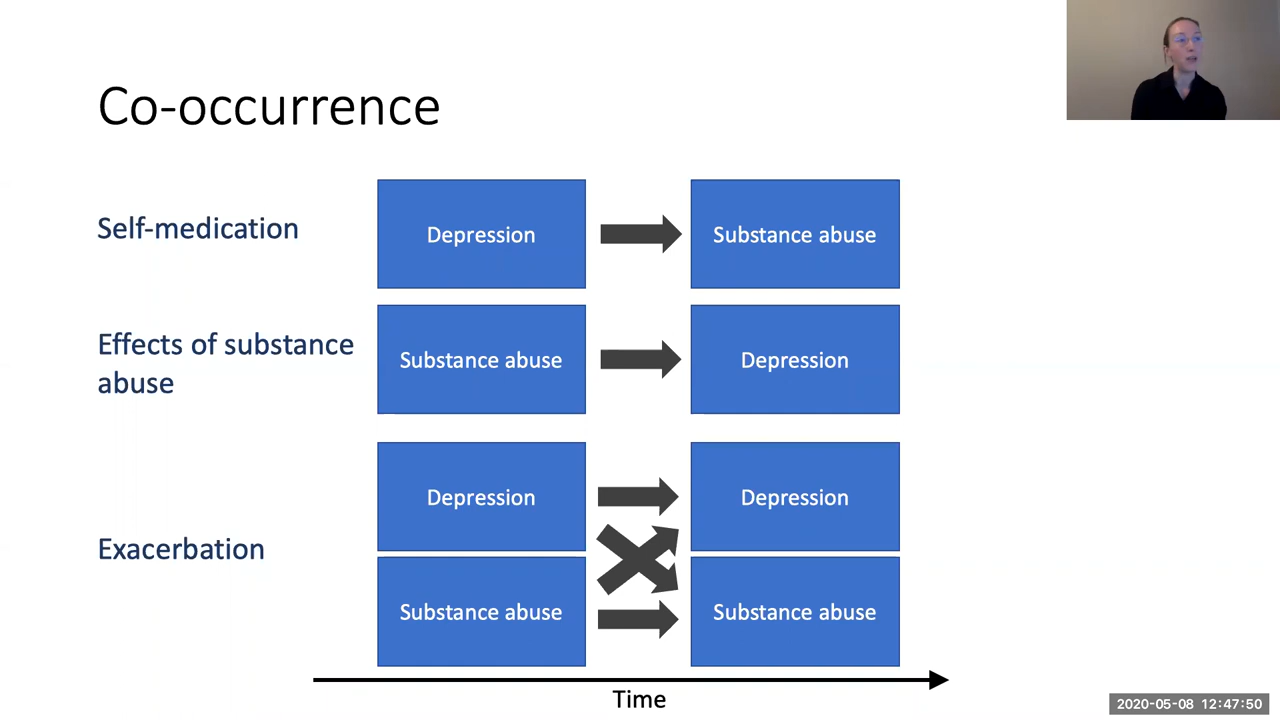 Co-occurrence
Self-medication
Depression
Substance abuse
Effects of substance
abuse
Substance abuse
Depression
Exacerbation
Depression
Depression
Substance abuse
Substance abuse
Time
2020-05-08 12:47:50